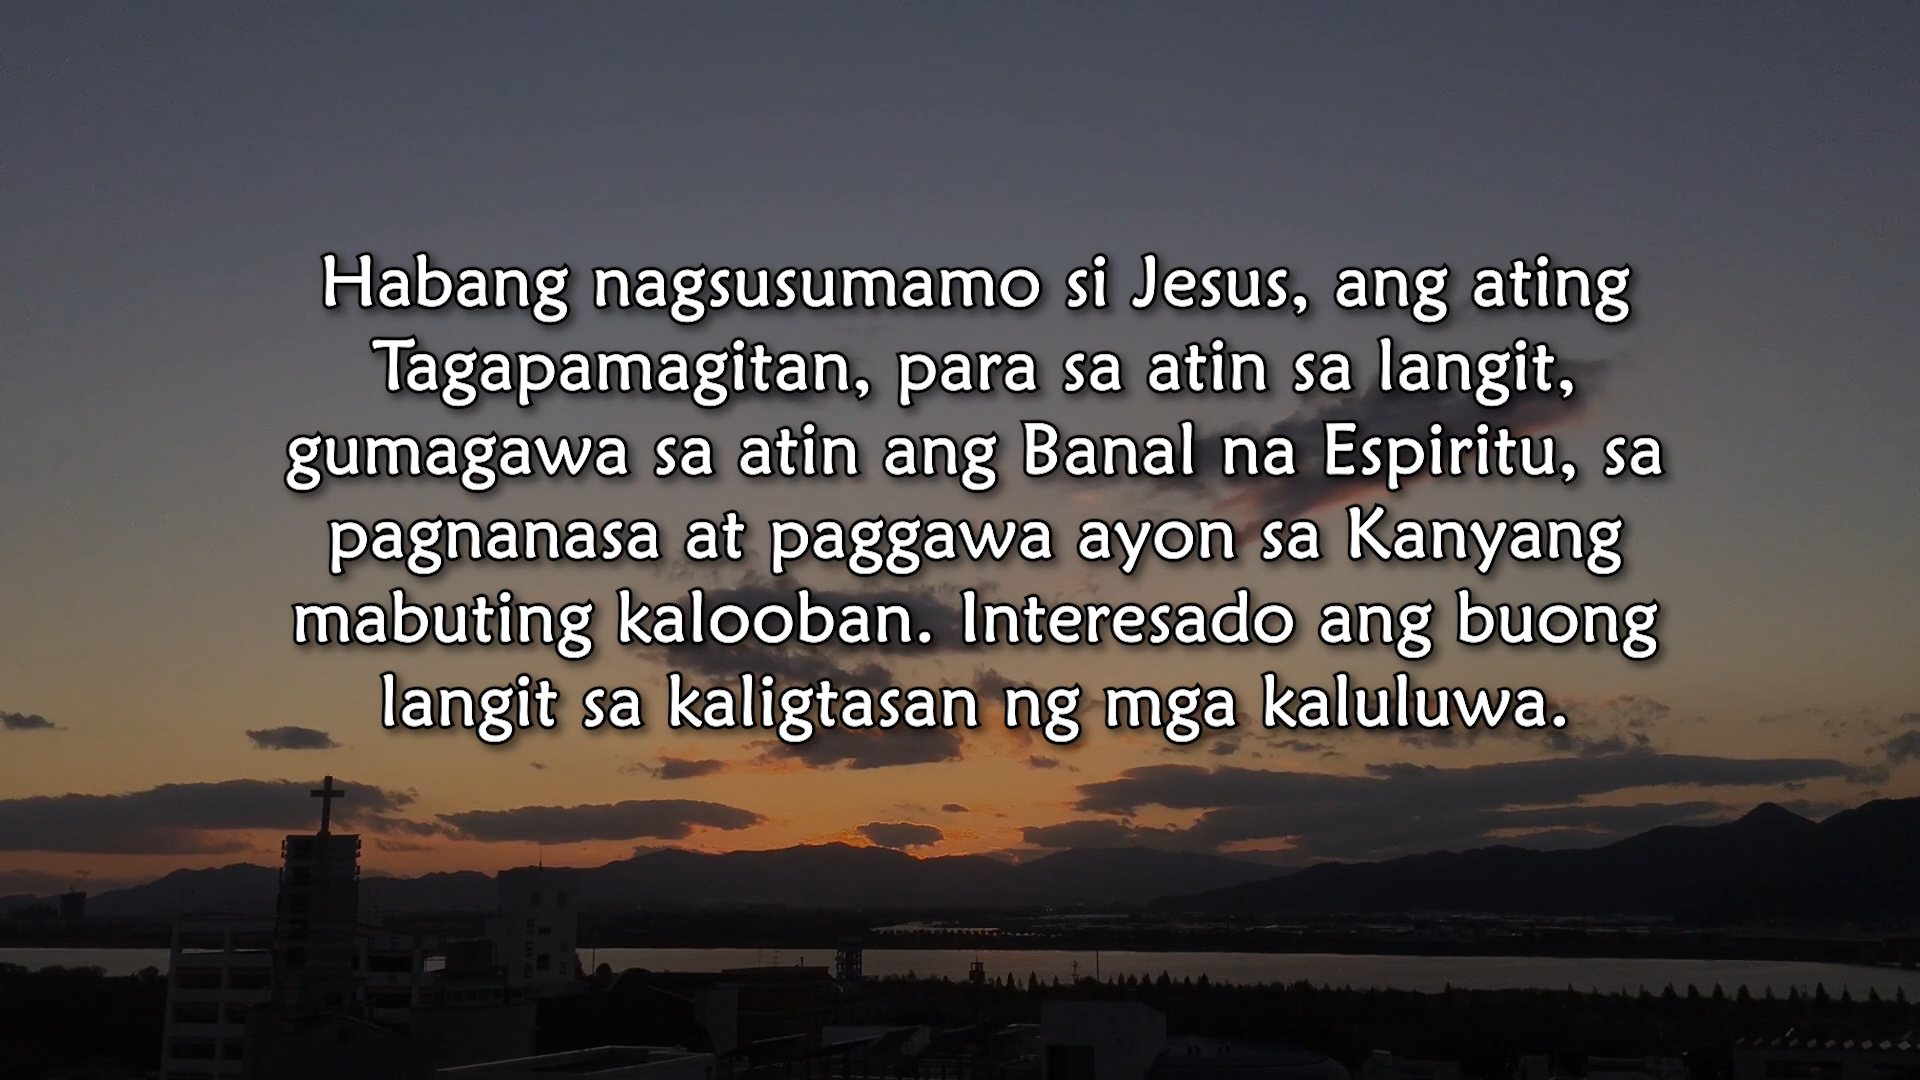 Habang nagsusumamo si Jesus, ang ating
Tagapamagitan, para sa atin sa langit,
gumagawa sa atin ang Banal na Espiritu, sa
pagnanasa at paggawa ayon sa Kanyang
mabuting kalooban. Interesado ang buong
langit sa kaligtasan ng mga kaluluwa.